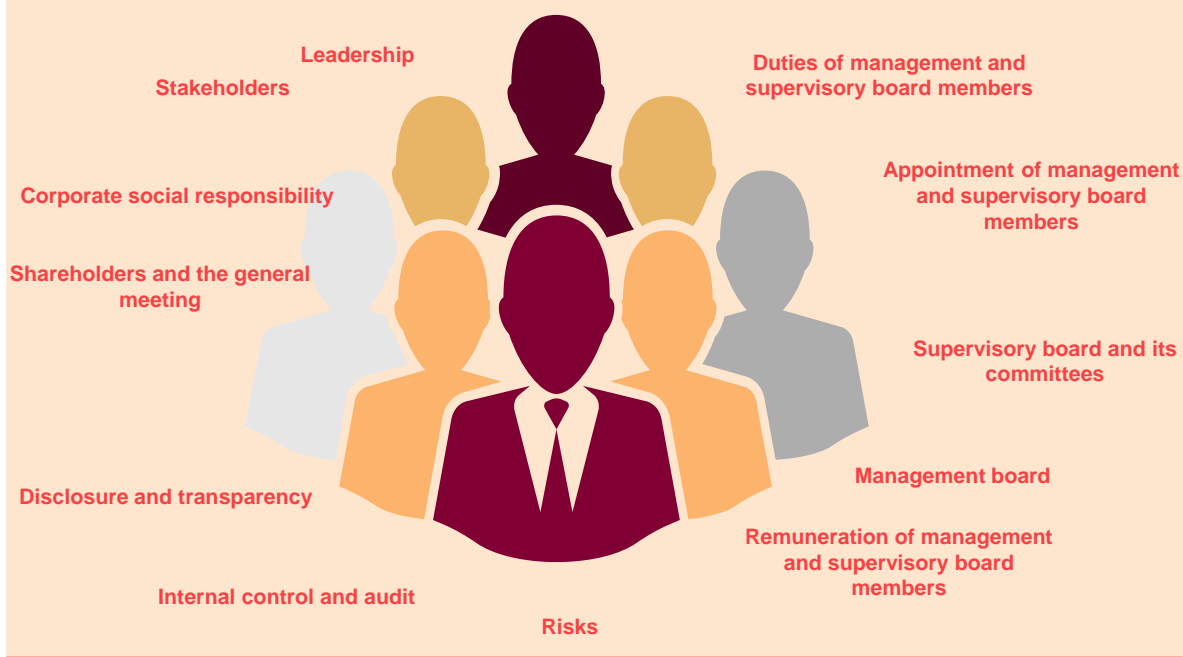 Leadership
Stakeholders
Duties of management and
supervisory board members
Corporate social responsibility
Appointment of management
and supervisory board
members
Shareholders and the general
meeting
Supervisory board and its
committees
Management board
Disclosure and transparency
Remuneration of management
and supervisory board
members
Internal control and audit
Risks